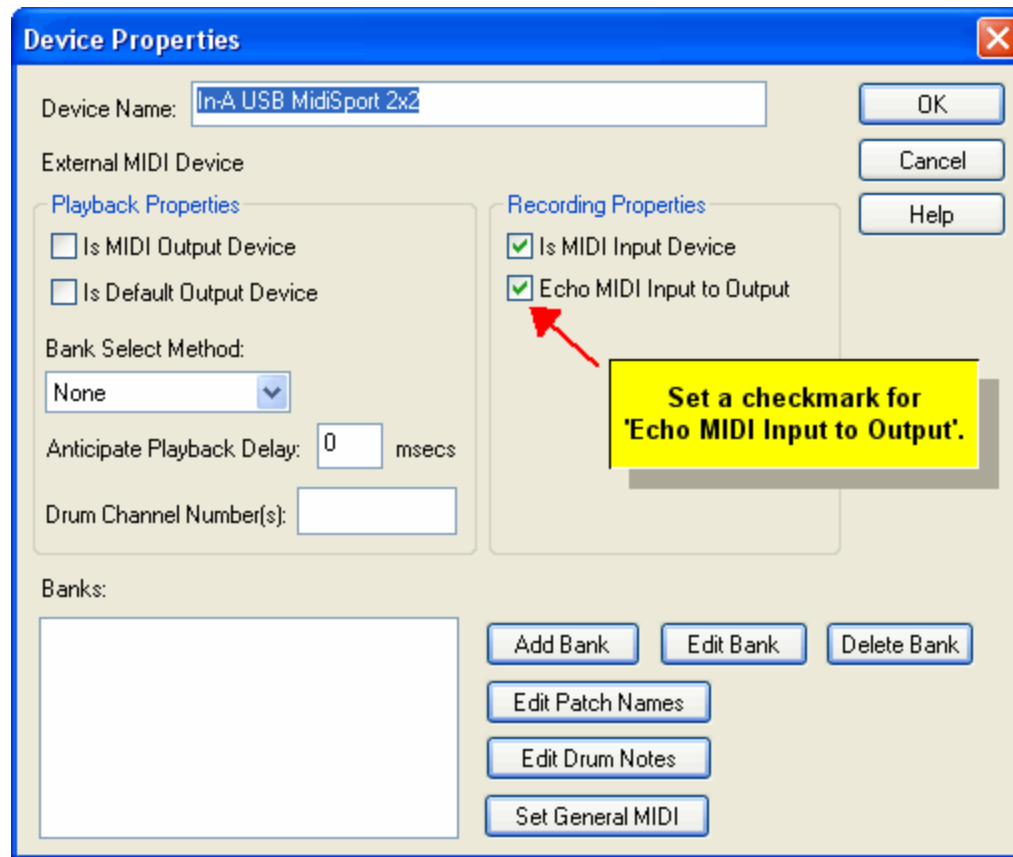 Device Properties
Device Name: In-A USB MidiSport 2x2
OK
External MIDI Device
Cancel
Playback Properties
Recording Properties
Help
Is MIDI Output Device
Is MIDI Input Device
Is Default Output Device
Echo MIDI Input to Output
Bank Select Method:
None
Set a checkmark for
'Echo MIDI Input to Output'.
Anticipate Playback Delay: 0 msecs
Drum Channel Number(s):
Banks:
Add Bank
Edit Bank
Delete Bank
Edit Patch Names
Edit Drum Notes
Set General MIDI